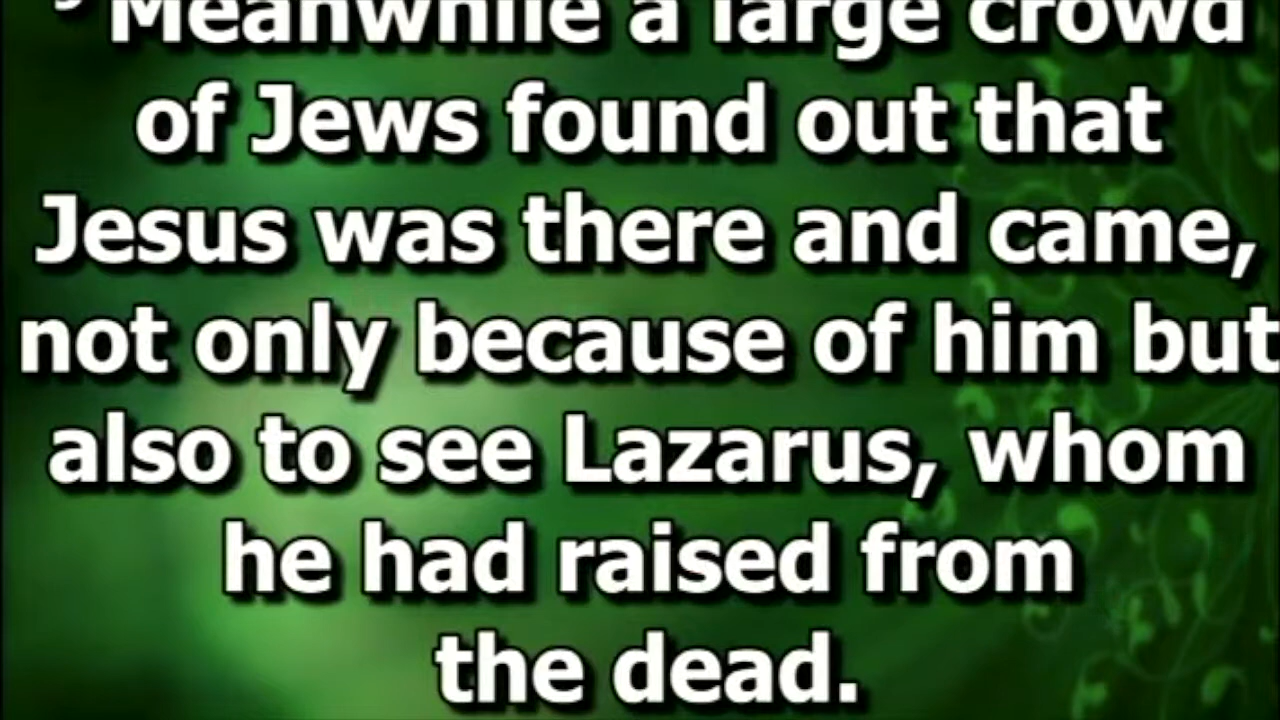 Meanwhile a large crowd
of Jews found out that
Jesus was there and came,
not only because of him but
also to see Lazarus, whom
he had raised from
the dead.